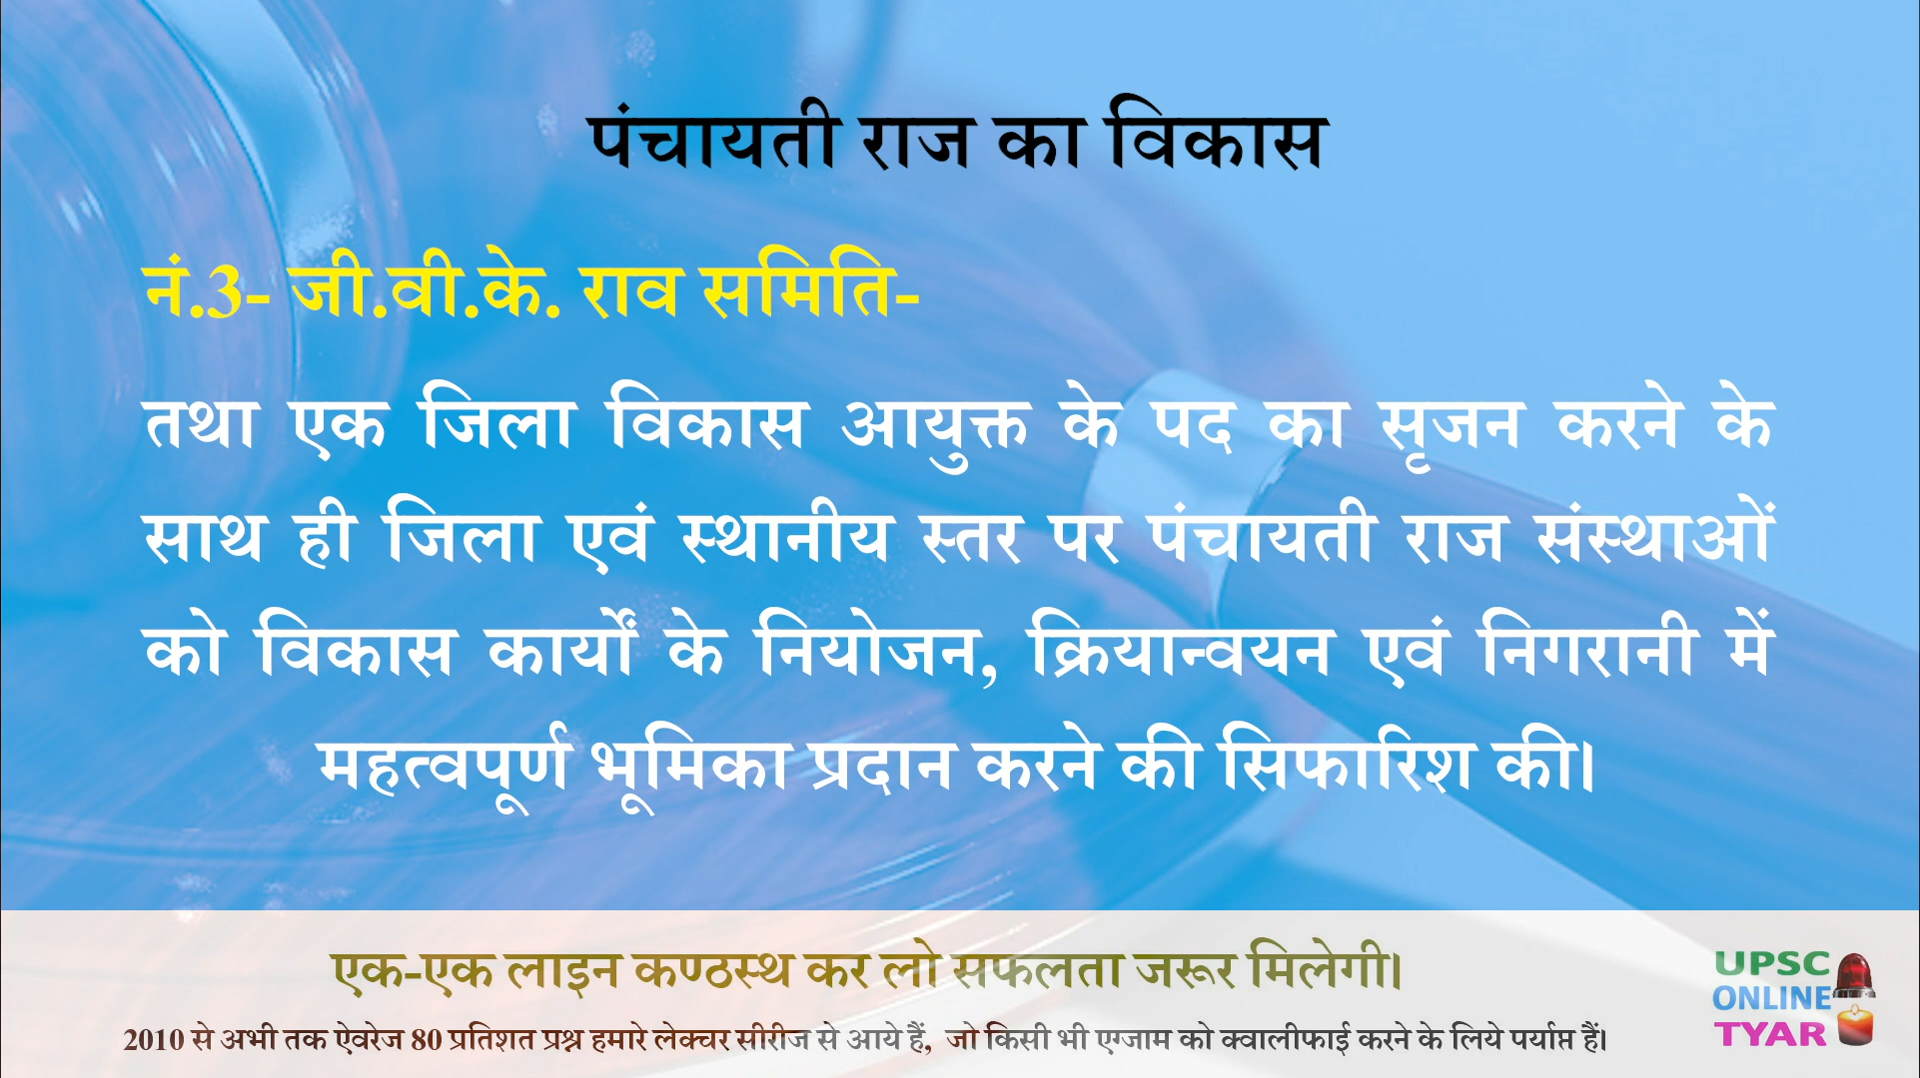 पंचायती राज का विकास
नं.3- जी.वी.के. राव समिति-
तथा एक जिला विकास आयुक्त के पद का सृजन करने के
साथ ही जिला एवं स्थानीय स्तर पर पंचायती राज संस्थाओं
को विकास कार्यों के नियोजन, क्रियान्वयन एवं निगरानी में
महत्वपूर्ण भूमिका प्रदान करने की सिफारिश की।
एक-एक लाइन कण्ठस्थ कर लो सफलता जरूर मिलेगी।
2010 से अभी तक ऐवरेज 80 प्रतिशत प्रश्न हमारे लेक्चर सीरीज से आये हैं, जो किसी भी एग्जाम को क्वालीफाई करने के लिये पर्याप्त हैं।
UPSC
ONLINE
TYAR